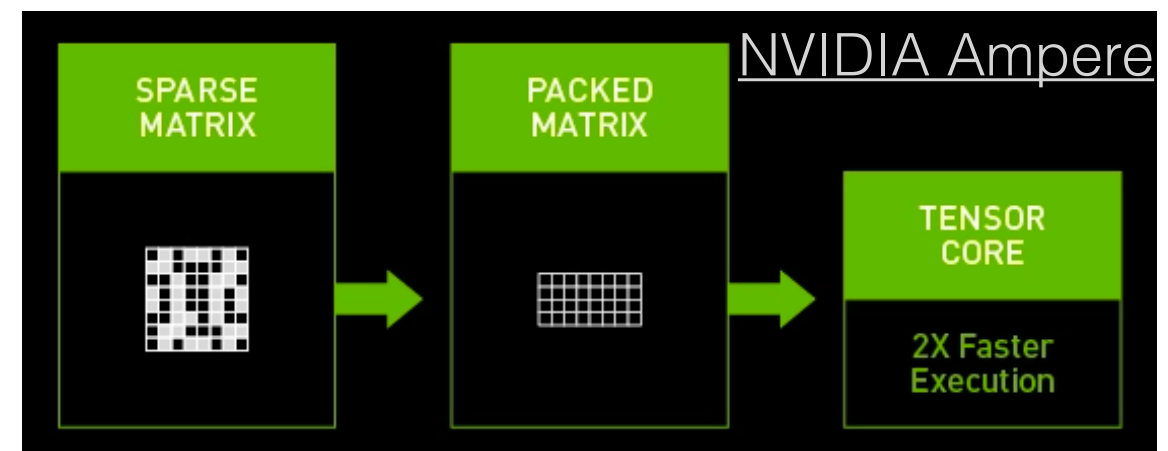 NVIDIA Ampere
SPARSE
MATRIX
PACKED
MATRIX
TENSOR
CORE
2X Faster
Execution